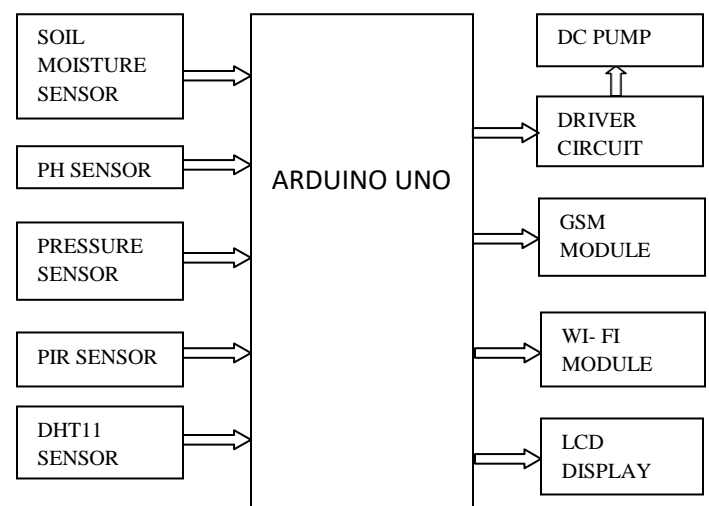 SOIL
MOISTURE
SENSOR
PH SENSOR
PRESSURE
SENSOR
PIR SENSOR
DHT11
SENSOR
ARDUINO UNO
DC PUMP
DRIVER
CIRCUIT
GSM
MODULE
WI- FI
MODULE
LCD
DISPLAY